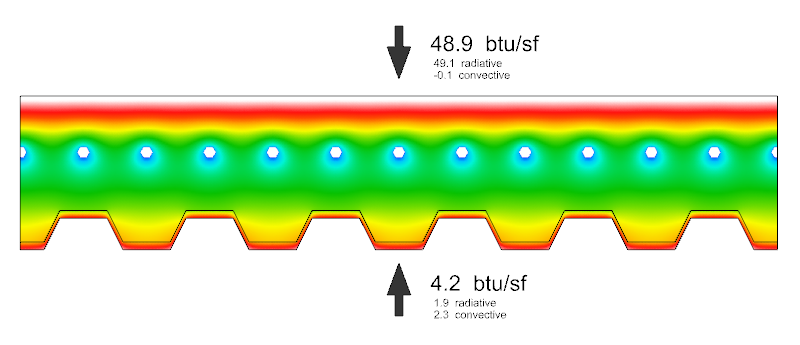 48.9 btu/sf
49.1 radiative
-0.1 convective
4.2 btu/sf
1.9 radiative
2.3 convective